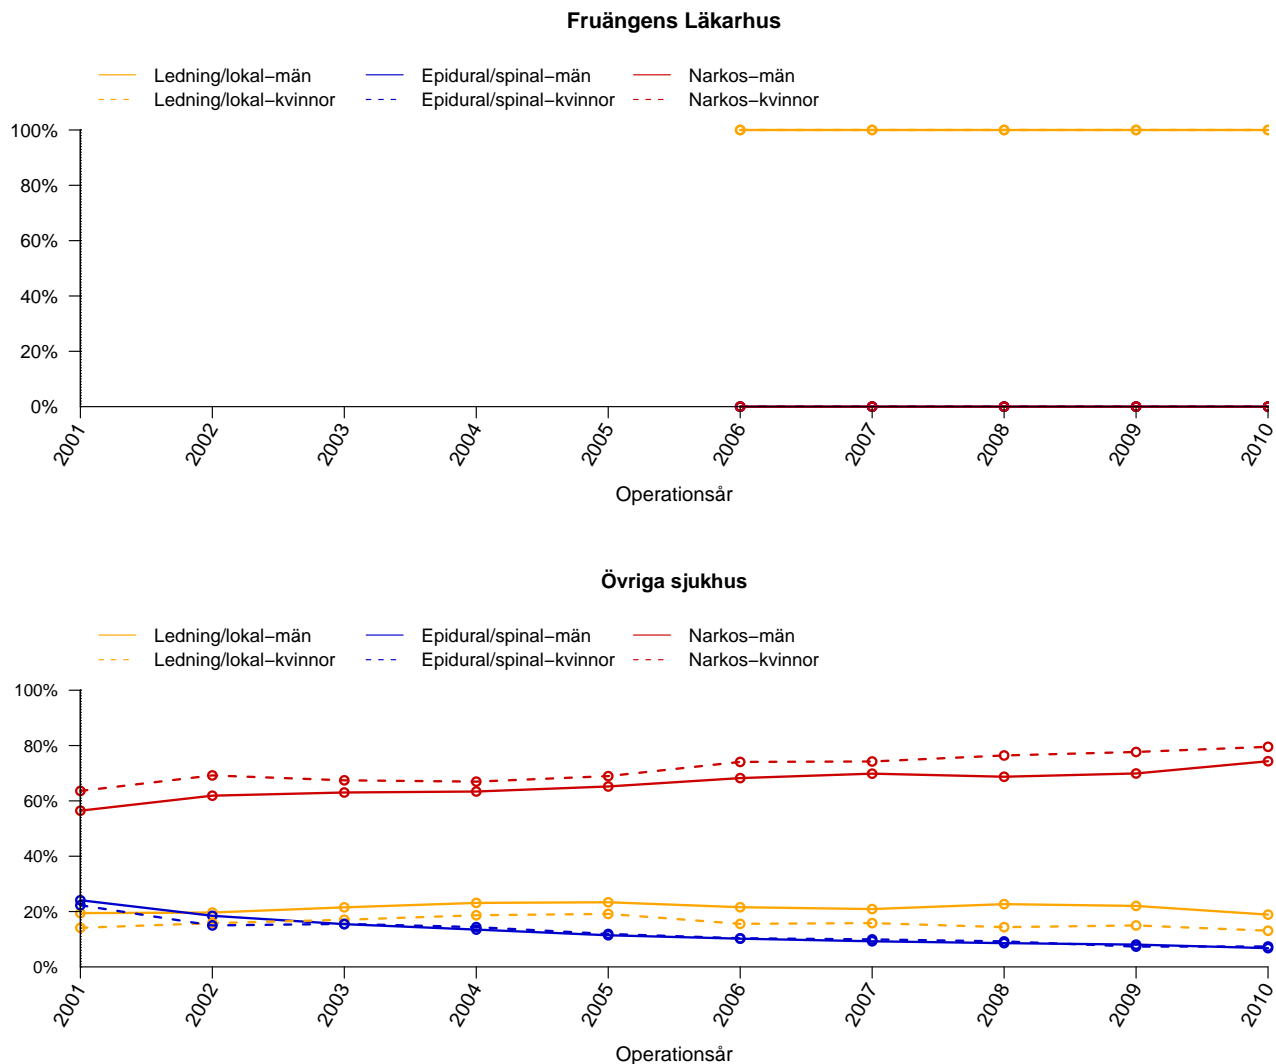 Fruängens Läkarhus
Ledning/lokal−män Epidural/spinal−män Narkos−män
Ledning/lokal−kvinnor Epidural/spinal−kvinnor Narkos−kvinnor
100%
80%
60%
40%
20%
0%
2001 2002 2003 2004 2005 2006 2007 2008 2009 2010
Operationsår
Övriga sjukhus
Ledning/lokal−män Epidural/spinal−män Narkos−män
Ledning/lokal−kvinnor Epidural/spinal−kvinnor Narkos−kvinnor
100%
80%
60%
40%
20%
0%
2001 2002 2003 2004 2005 2006 2007 2008 2009 2010
Operationsår